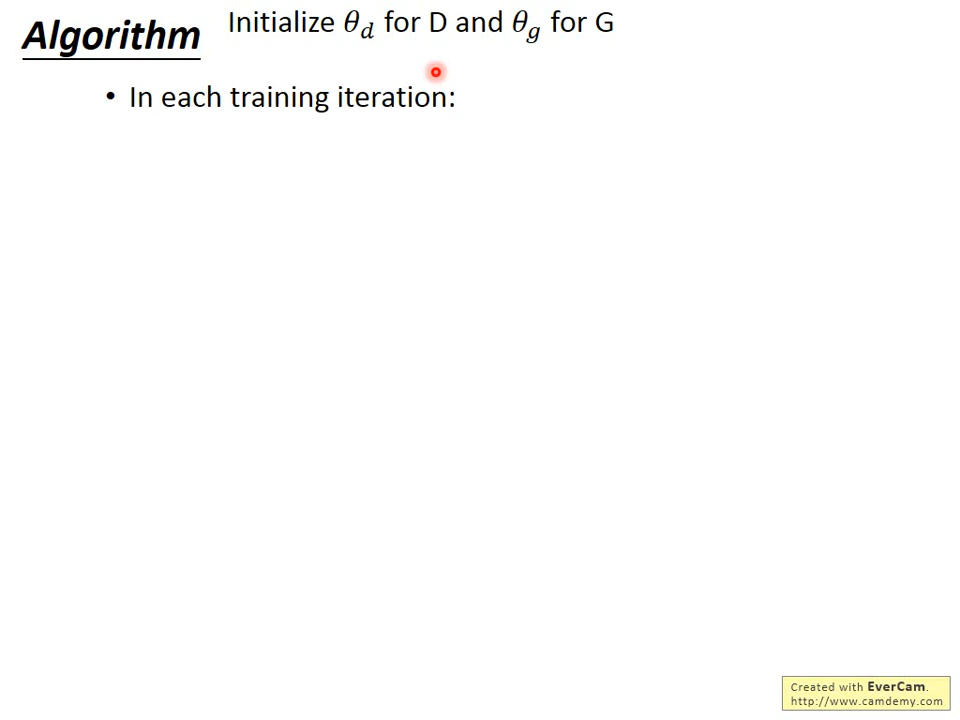 Algorithm
Initialize θ_d for D and θ_g for G
• In each training iteration:
Created with EverCam.
http://www.camdemy.com